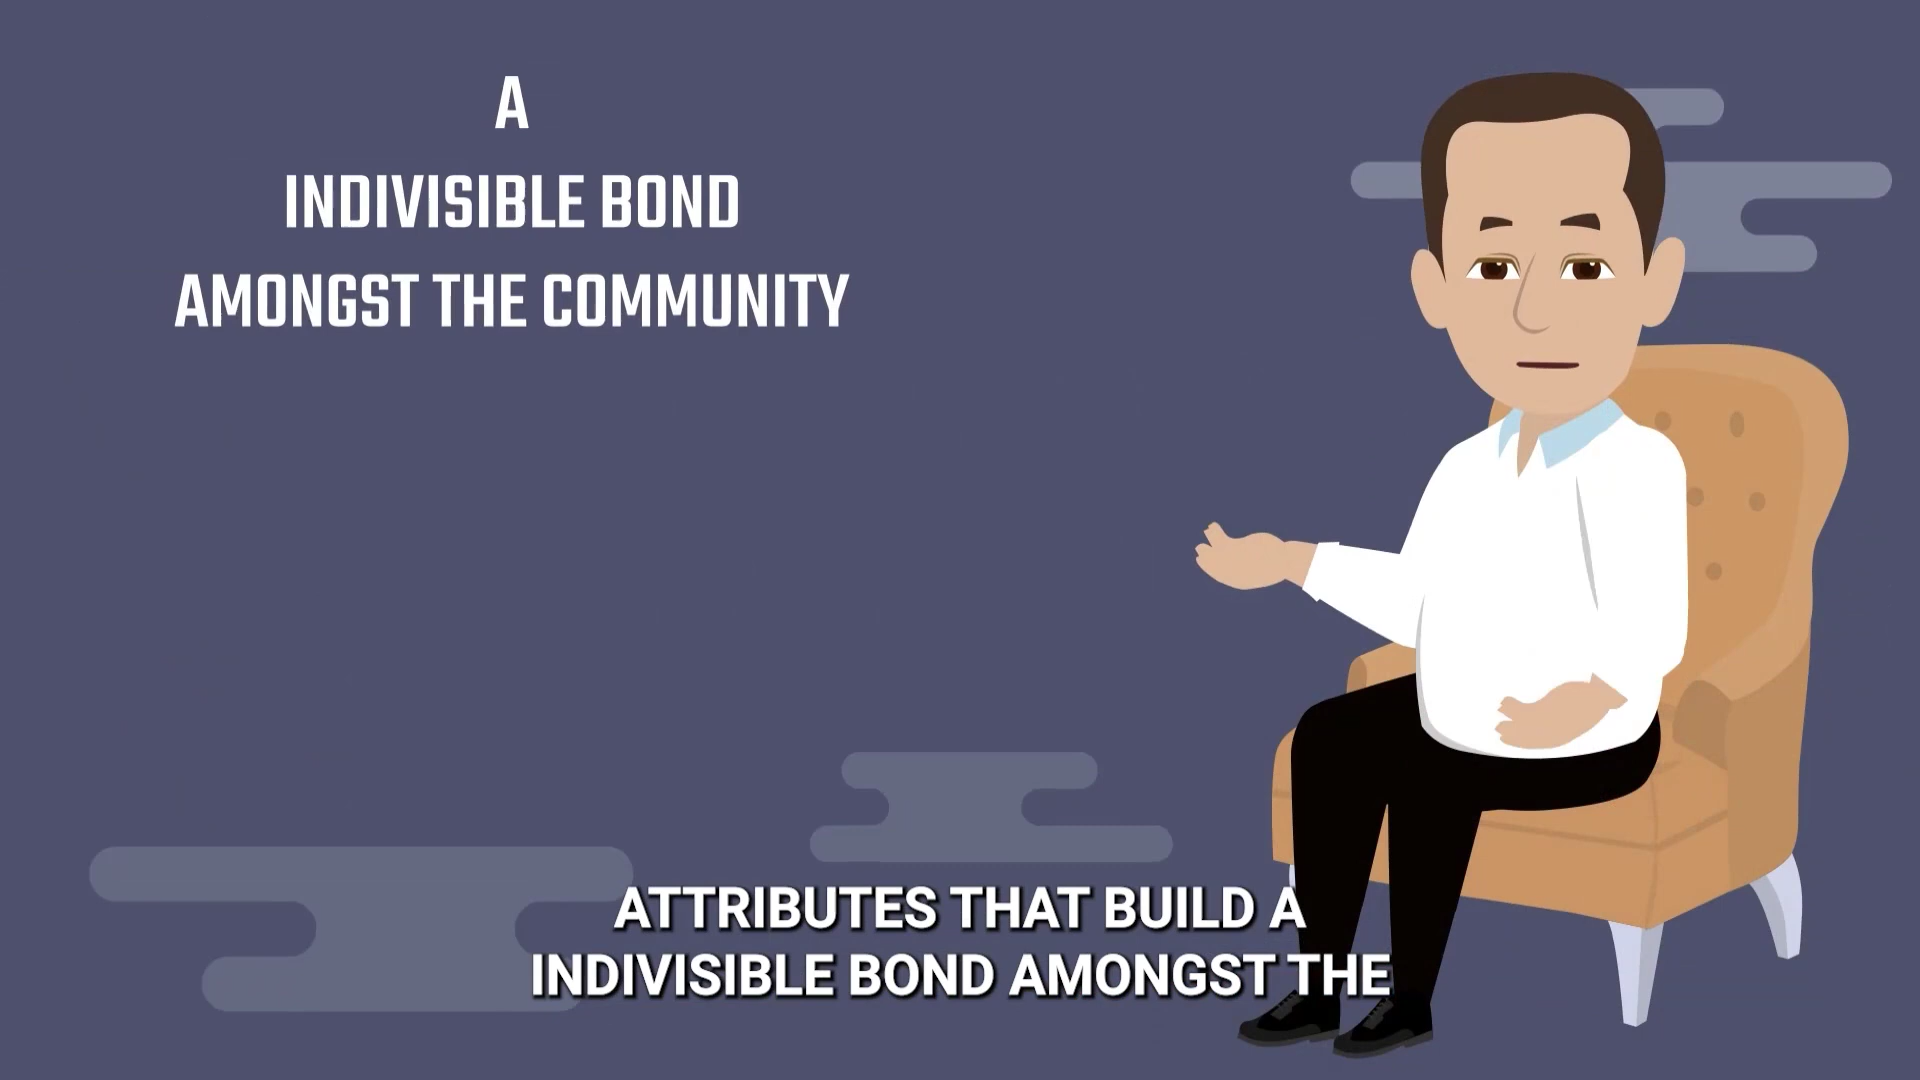 A
INDIVISIBLE BOND
AMONGST THE COMMUNITY
ATTRIBUTES THAT BUILD A
INDIVISIBLE BOND AMONGST THE